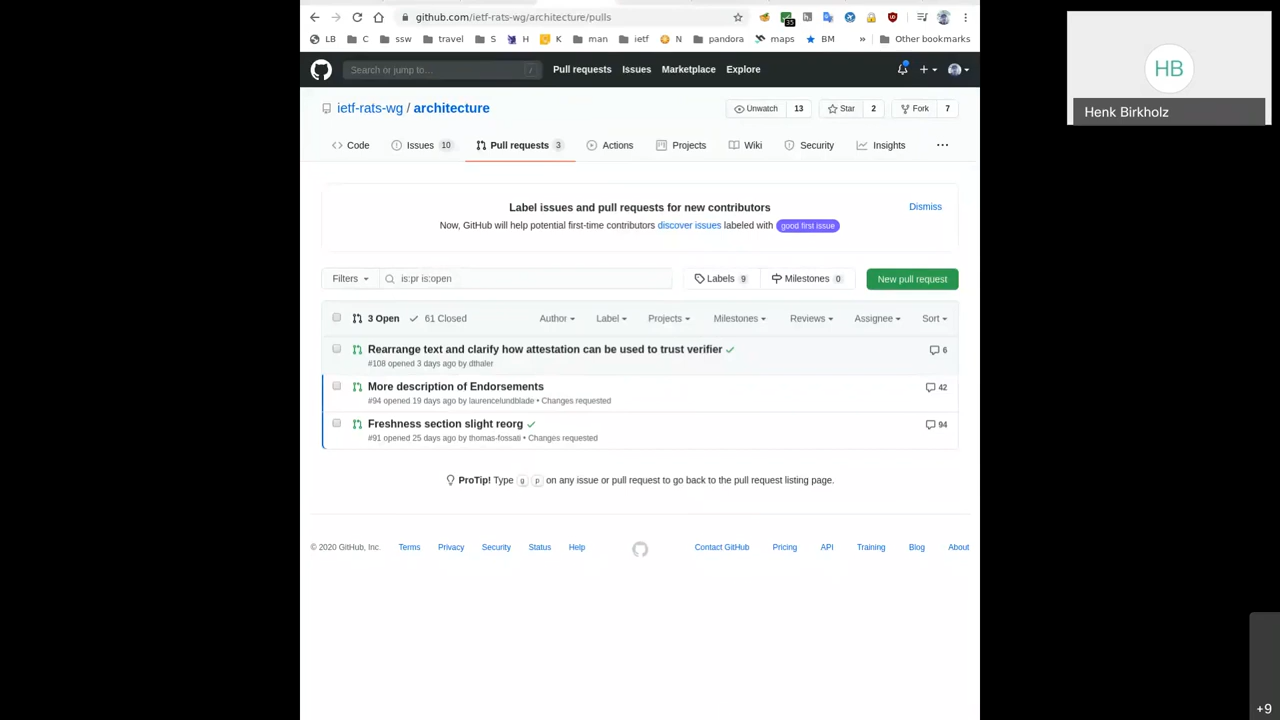 github.com/ietf-rats-wg/architecture/pulls
35
LB C ssw travel S H K man ietf N pandora maps BM » Other bookmarks
Search or jump to… / Pull requests Issues Marketplace Explore
ietf-rats-wg / architecture
Unwatch 13 Star 2 Fork 7
Code Issues 10 Pull requests 3 Actions Projects Wiki Security Insights
Label issues and pull requests for new contributors
Dismiss
Now, GitHub will help potential first-time contributors discover issues labeled with good first issue
Filters is:pr is:open Labels 9 Milestones 0 New pull request
3 Open 61 Closed Author Label Projects Milestones Reviews Assignee Sort
Rearrange text and clarify how attestation can be used to trust verifier 6
#108 opened 3 days ago by dthaler
More description of Endorsements 42
#94 opened 19 days ago by laurencelundblade • Changes requested
Freshness section slight reorg 94
#91 opened 25 days ago by thomas-fossati • Changes requested
ProTip! Type g p on any issue or pull request to go back to the pull request listing page.
© 2020 GitHub, Inc. Terms Privacy Security Status Help Contact GitHub Pricing API Training Blog About
HB
Henk Birkholz
+9